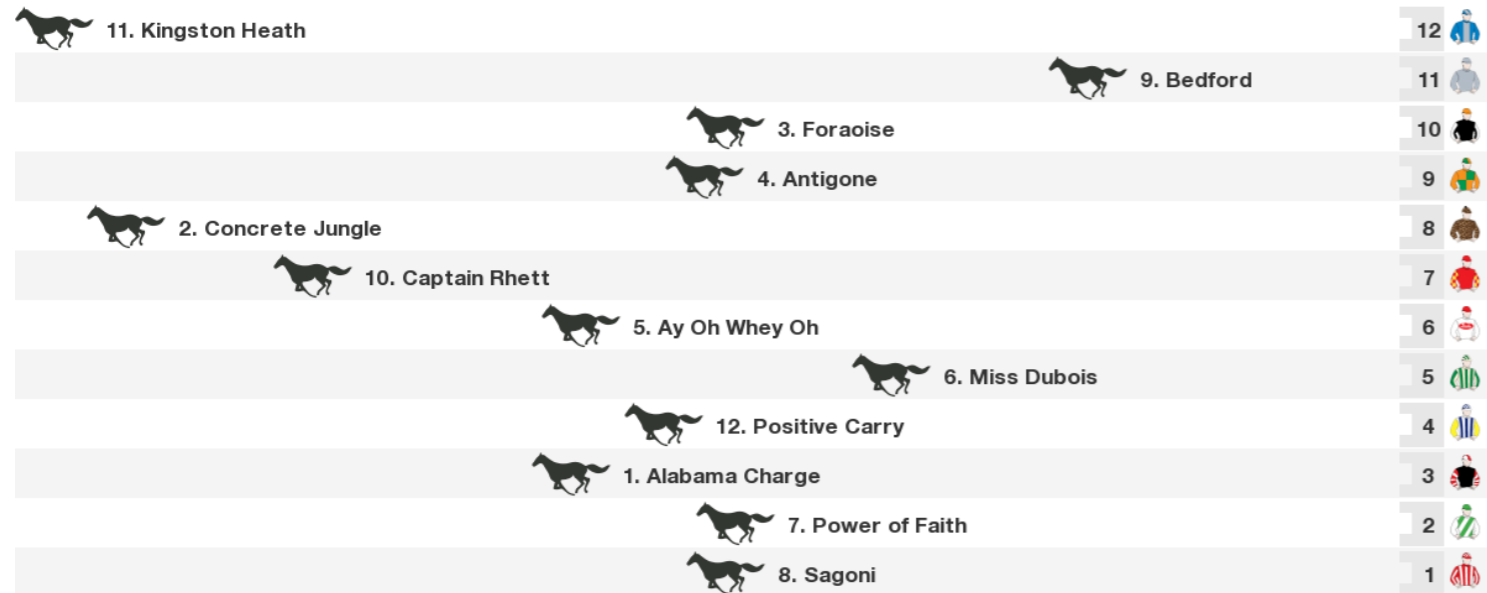 11. Kingston Heath 12
9. Bedford 11
3. Foraoise 10
4. Antigone 9
2. Concrete Jungle 8
10. Captain Rhett 7
5. Ay Oh Whey Oh 6
6. Miss Dubois 5
12. Positive Carry 4
1. Alabama Charge 3
7. Power of Faith 2
8. Sagoni 1